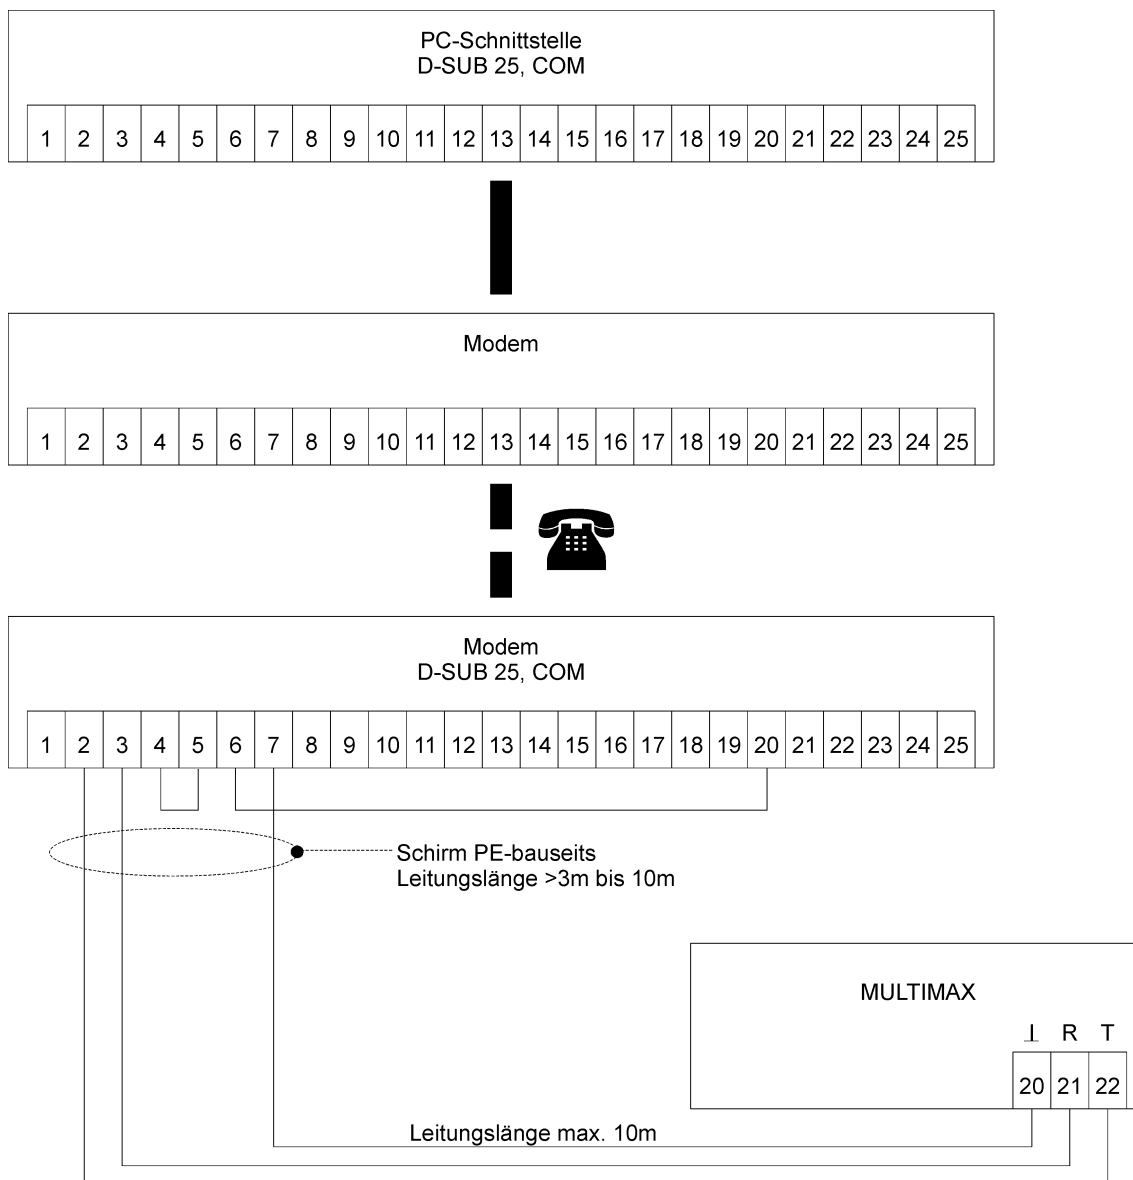 PC-Schnittstelle
D-SUB 25, COM
1 2 3 4 5 6 7 8 9 10 11 12 13 14 15 16 17 18 19 20 21 22 23 24 25
Modem
1 2 3 4 5 6 7 8 9 10 11 12 13 14 15 16 17 18 19 20 21 22 23 24 25
Modem
D-SUB 25, COM
1 2 3 4 5 6 7 8 9 10 11 12 13 14 15 16 17 18 19 20 21 22 23 24 25
Schirm PE-bauseits
Leitungslänge >3m bis 10m
MULTIMAX
⊥ R T
20 21 22
Leitungslänge max. 10m